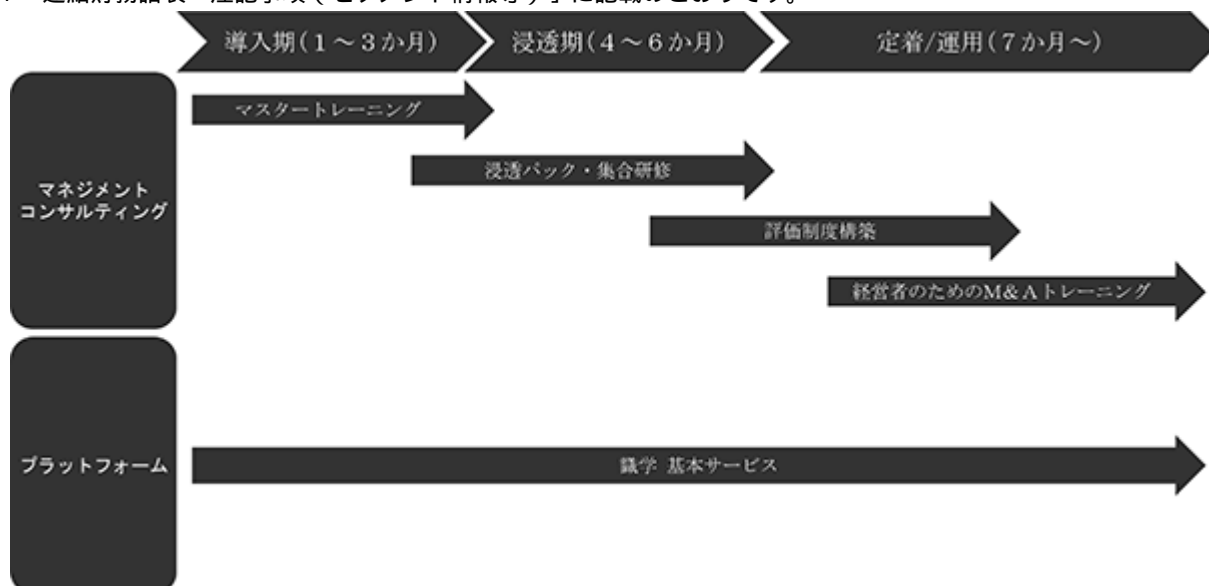 導入期(1~3か月)
浸透期(4~6か月)
定着/運用(7か月~)
マネジメント
コンサルティング
マスタートレーニング
浸透パック・集合研修
評価制度構築
経営者のためのM&Aトレーニング
プラットフォーム
識学 基本サービス